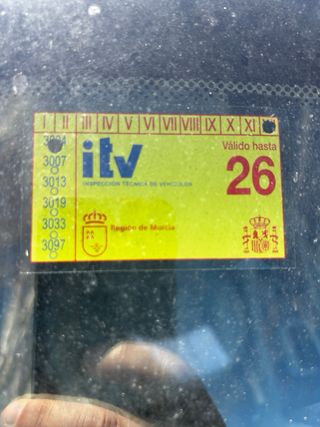 I II III IV V VI VII VIII IX X XI
3007
3013
3019
3033
3097
itv
INSPECCIÓN TÉCNICA DE VEHÍCULOS
Válido hasta
26
Región de Murcia